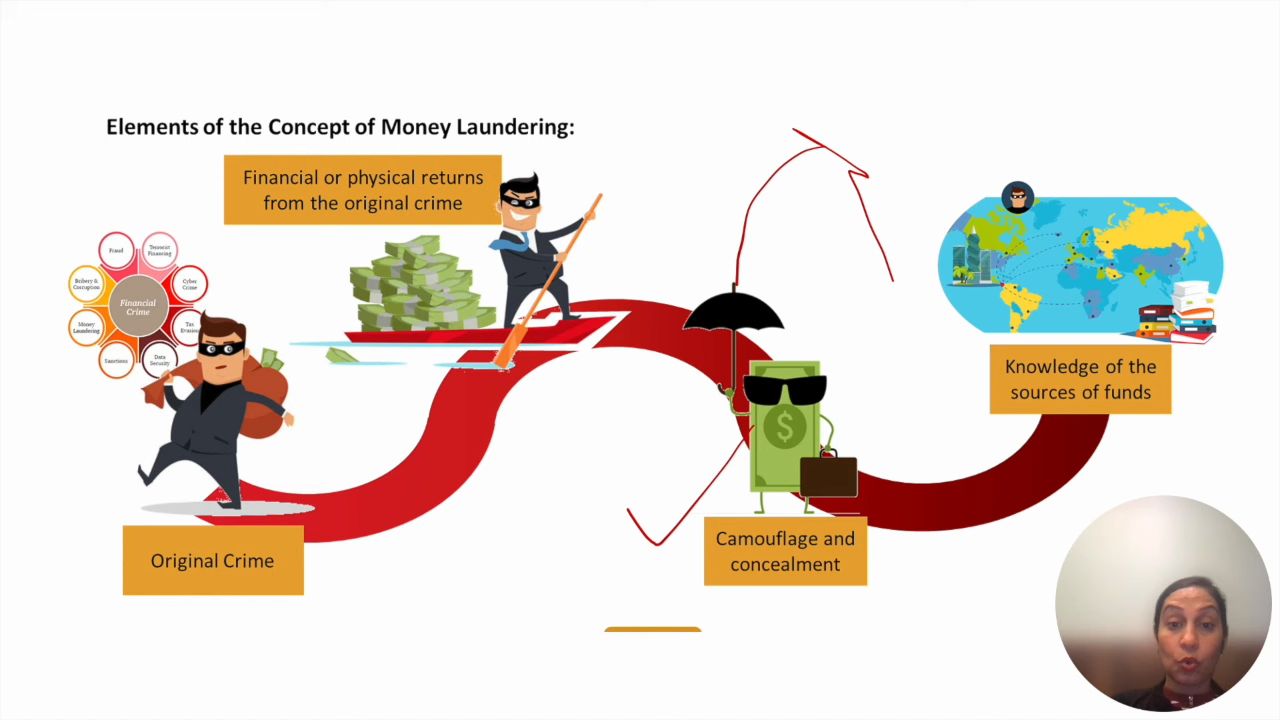 Elements of the Concept of Money Laundering:
Financial or physical returns
from the original crime
Fraud
Terrorist
Financing
Bribery &
Corruption
Cyber
Crime
Financial
Crime
Money
Laundering
Tax
Evasion
Sanctions
Data
Security
Original Crime
$
Camouflage and
concealment
Knowledge of the
sources of funds